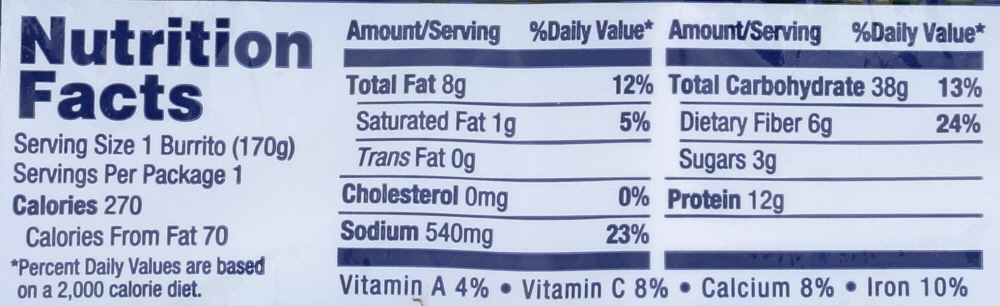 Nutrition
Facts
Serving Size 1 Burrito (170g)
Servings Per Package 1
Calories 270
Calories From Fat 70
*Percent Daily Values are based
on a 2,000 calorie diet.
Amount/Serving %Daily Value*
Total Fat 8g 12%
Saturated Fat 1g 5%
Trans Fat 0g
Cholesterol 0mg 0%
Sodium 540mg 23%
Amount/Serving %Daily Value*
Total Carbohydrate 38g 13%
Dietary Fiber 6g 24%
Sugars 3g
Protein 12g
Vitamin A 4% • Vitamin C 8% • Calcium 8% • Iron 10%